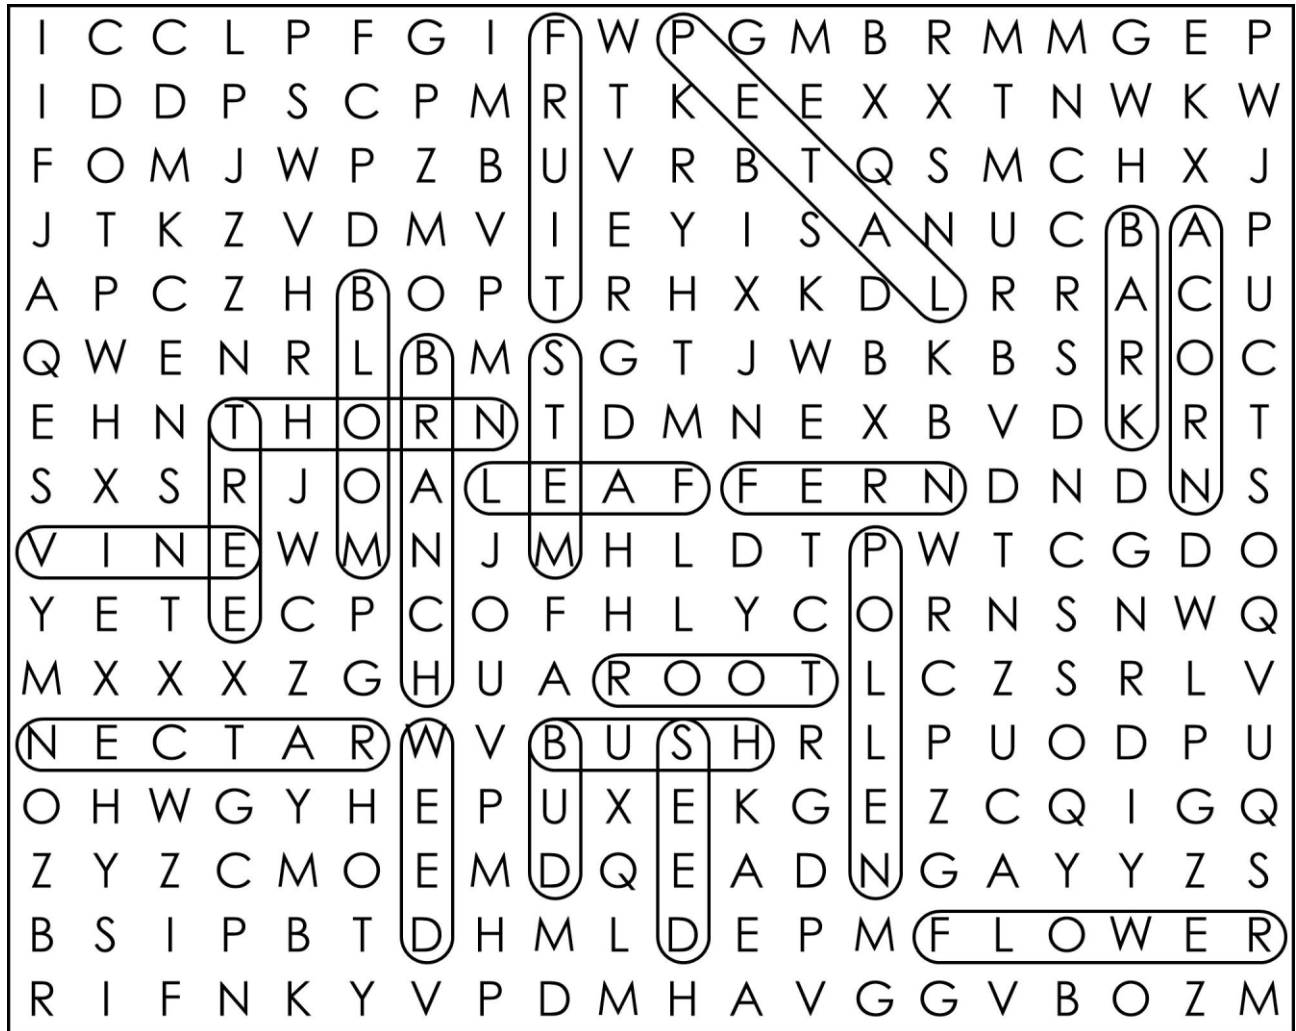 I C C L P F G I F W P G M B R M M G E P
I D D P S C P M R T K E E X X T N W K W
F O M J W P Z B U V R B T Q S M C H X J
J T K Z V D M V I E Y I S A N U C B A P
A P C Z H B O P T R H X K D L R R A C U
Q W E N R L B M S G T J W B K B S R O C
E H N T H O R N T D M N E X B V D K R T
S X S R J O A L E A F F E R N D N D N S
V I N E W M N J M H L D T P W T C G D O
Y E T E C P C O F H L Y C O R N S N W Q
M X X X Z G H U A R O O T L C Z S R L V
N E C T A R W V B U S H R L P U O D P U
O H W G Y H E P U X E K G E Z C Q I G Q
Z Y Z C M O E M D Q E A D N G A Y Y Z S
B S I P B T D H M L D E P M F L O W E R
R I F N K Y V P D M H A V G G V B O Z M